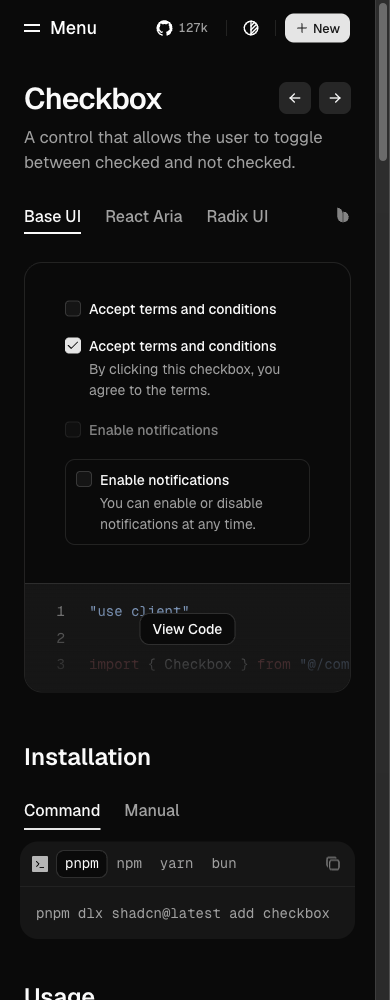 Menu
127k
New
Checkbox
A control that allows the user to toggle
between checked and not checked.
Base UI React Aria Radix UI
Accept terms and conditions
Accept terms and conditions
By clicking this checkbox, you
agree to the terms.
Enable notifications
Enable notifications
You can enable or disable
notifications at any time.
1 "use client"
View Code
2
3 import { Checkbox } from "@/com
Installation
Command Manual
pnpm npm yarn bun
pnpm dlx shadcn@latest add checkbox
Usage